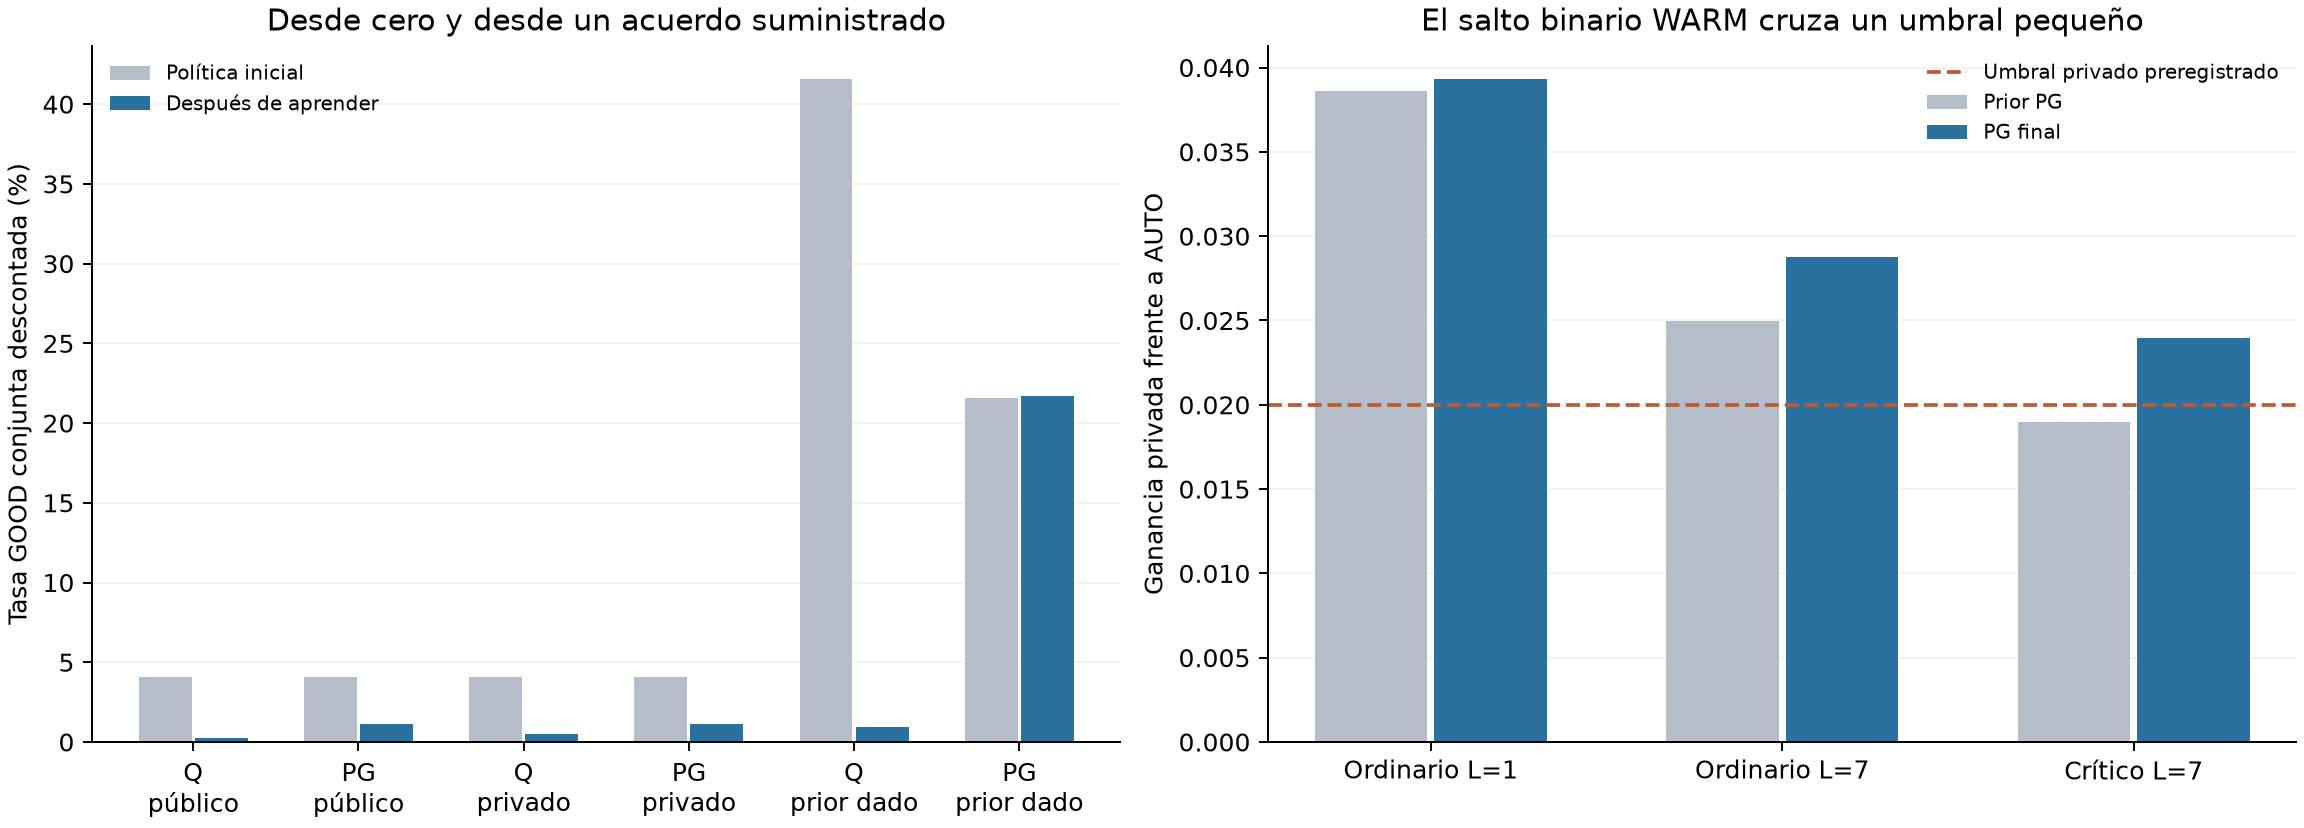 Desde cero y desde un acuerdo suministrado
Tasa GOOD conjunta descontada (%)
Política inicial
Después de aprender
40
35
30
25
20
15
10
5
0
Q
público
PG
público
Q
privado
PG
privado
Q
prior dado
PG
prior dado
El salto binario WARM cruza un umbral pequeño
Ganancia privada frente a AUTO
Umbral privado preregistrado
Prior PG
PG final
0.040
0.035
0.030
0.025
0.020
0.015
0.010
0.005
0.000
Ordinario L=1
Ordinario L=7
Crítico L=7